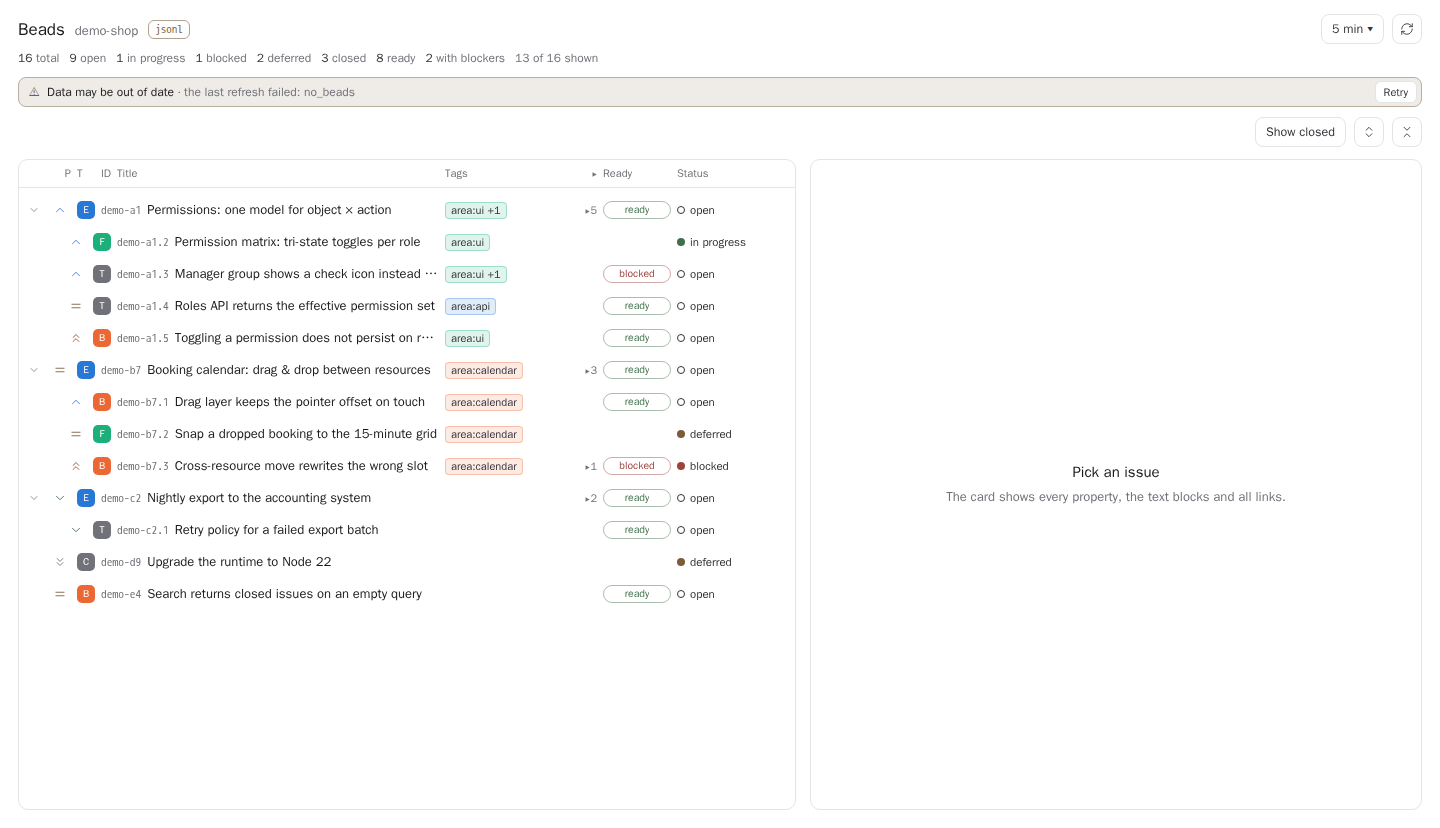 Beads demo-shop jsonl 5 min ▾
16 total 9 open 1 in progress 1 blocked 2 deferred 3 closed 8 ready 2 with blockers 13 of 16 shown
⚠ Data may be out of date · the last refresh failed: no_beads Retry
Show closed
P T ID Title Tags ▸ Ready Status
E demo-a1 Permissions: one model for object × action area:ui +1 ▸5 ready open
F demo-a1.2 Permission matrix: tri-state toggles per role area:ui in progress
T demo-a1.3 Manager group shows a check icon instead ⋯ area:ui +1 blocked open
T demo-a1.4 Roles API returns the effective permission set area:api ready open
B demo-a1.5 Toggling a permission does not persist on r⋯ area:ui ready open
E demo-b7 Booking calendar: drag & drop between resources area:calendar ▸3 ready open
B demo-b7.1 Drag layer keeps the pointer offset on touch area:calendar ready open
F demo-b7.2 Snap a dropped booking to the 15-minute grid area:calendar deferred
B demo-b7.3 Cross-resource move rewrites the wrong slot area:calendar ▸1 blocked blocked
E demo-c2 Nightly export to the accounting system ▸2 ready open
T demo-c2.1 Retry policy for a failed export batch ready open
C demo-d9 Upgrade the runtime to Node 22 deferred
B demo-e4 Search returns closed issues on an empty query ready open
Pick an issue
The card shows every property, the text blocks and all links.